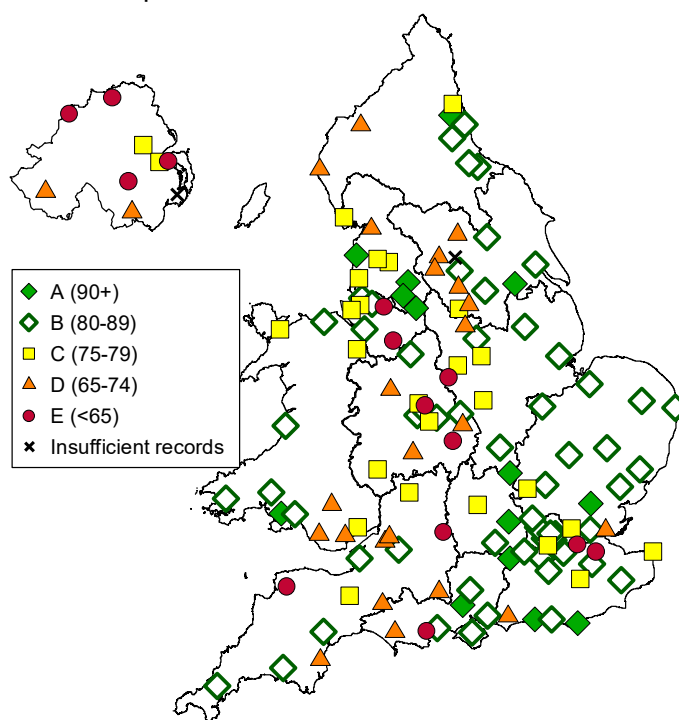 A (90+)
B (80-89)
C (75-79)
D (65-74)
E (<65)
Insufficient records